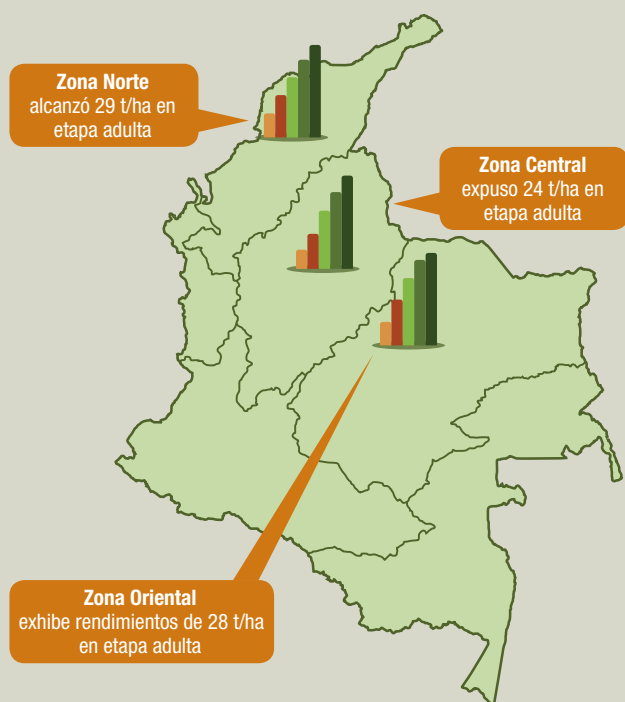 Zona Norte
alcanzó 29 t/ha en
etapa adulta
Zona Central
expuso 24 t/ha en
etapa adulta
Zona Oriental
exhibe rendimientos de 28 t/ha
en etapa adulta